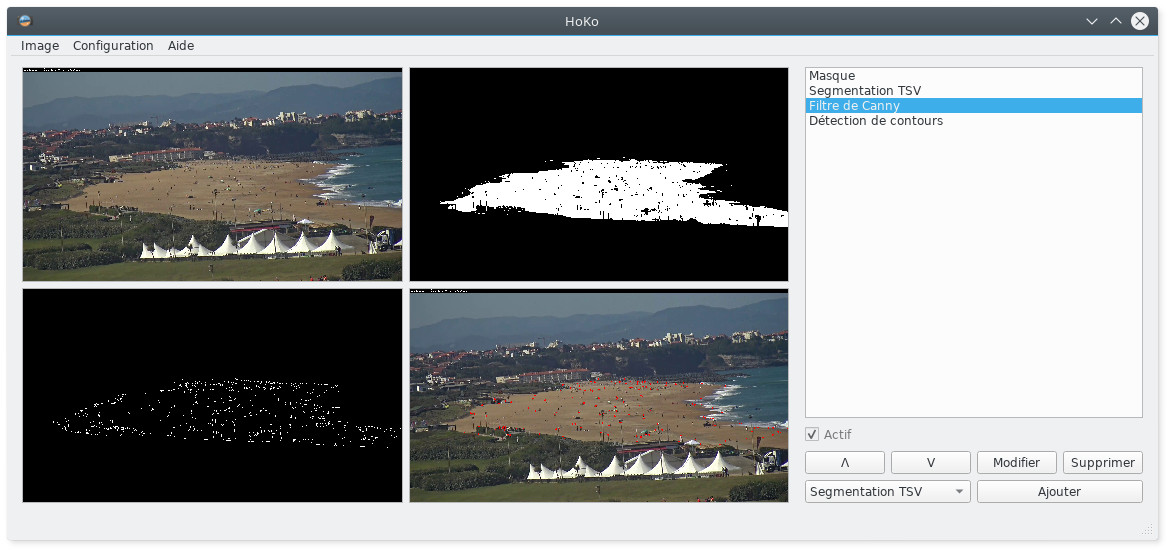 HoKo
Image Configuration Aide
Masque
Segmentation TSV
Filtre de Canny
Détection de contours
Actif
Λ V Modifier Supprimer
Segmentation TSV Ajouter